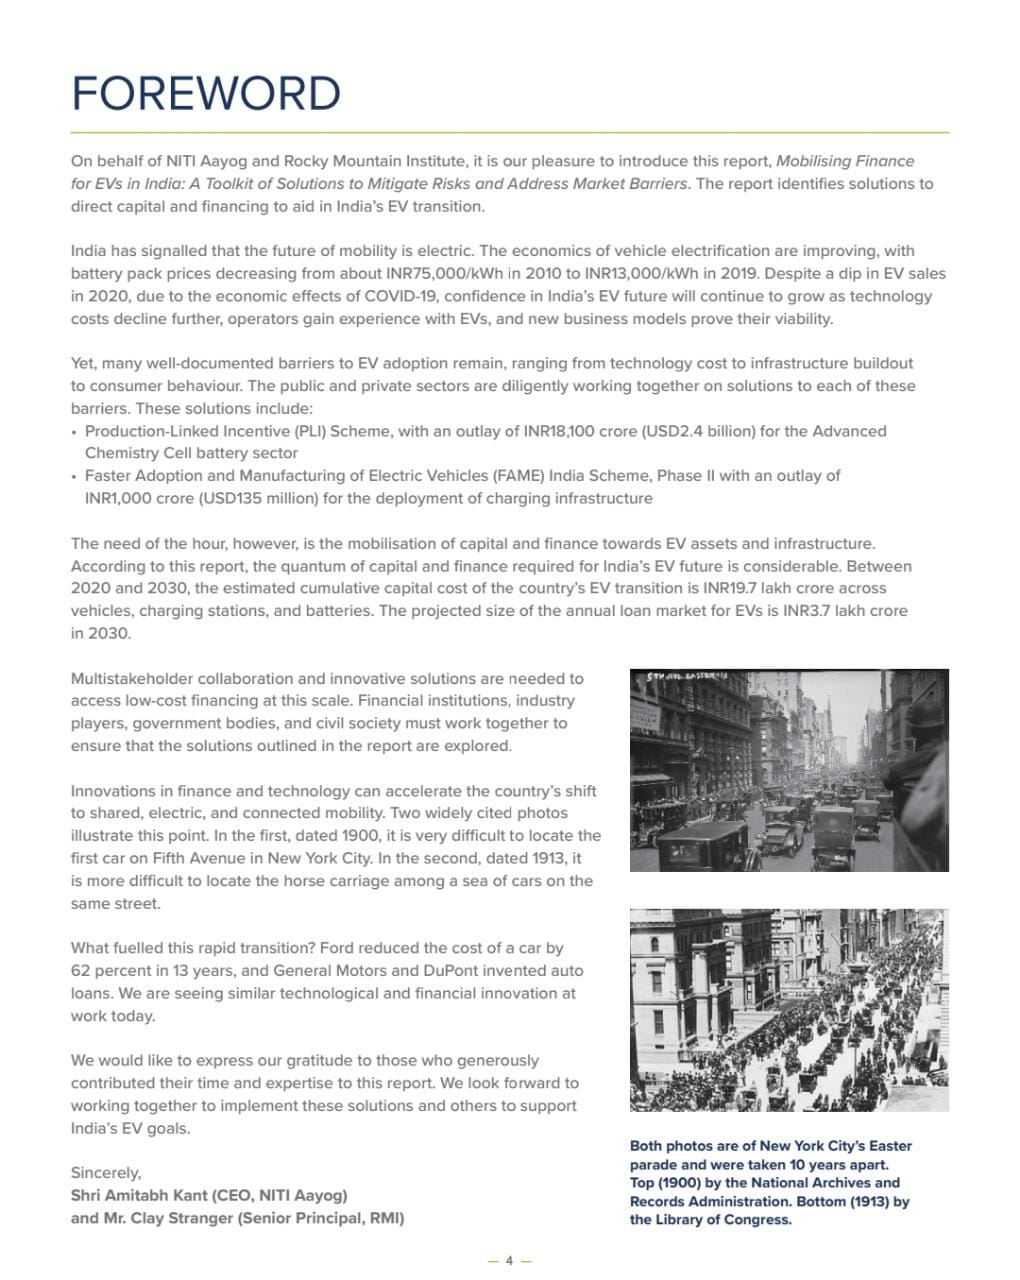 FOREWORD
On behalf of NITI Aayog and Rocky Mountain Institute, it is our pleasure to introduce this report, Mobilising Finance
for EVs in India: A Toolkit of Solutions to Mitigate Risks and Address Market Barriers. The report identifies solutions to
direct capital and financing to aid in India's EV transition.
India has signalled that the future of mobility is electric. The economics of vehicle electrification are improving, with
battery pack prices decreasing from about INR75,000/kWh in 2010 to INR13,000/kWh in 2019. Despite a dip in EV sales
in 2020, due to the economic effects of COVID-19, confidence in India's EV future will continue to grow as technology
costs decline further, operators gain experience with EVs, and new business models prove their viability.
Yet, many well-documented barriers to EV adoption remain, ranging from technology cost to infrastructure buildout
to consumer behaviour. The public and private sectors are diligently working together on solutions to each of these
barriers. These solutions include:
• Production-Linked Incentive (PLI) Scheme, with an outlay of INR18,100 crore (USD2.4 billion) for the Advanced
Chemistry Cell battery sector
• Faster Adoption and Manufacturing of Electric Vehicles (FAME) India Scheme, Phase II with an outlay of
INR1,000 crore (USD135 million) for the deployment of charging infrastructure
The need of the hour, however, is the mobilisation of capital and finance towards EV assets and infrastructure.
According to this report, the quantum of capital and finance required for India's EV future is considerable. Between
2020 and 2030, the estimated cumulative capital cost of the country's EV transition is INR19.7 lakh crore across
vehicles, charging stations, and batteries. The projected size of the annual loan market for EVs is INR3.7 lakh crore
in 2030.
Multistakeholder collaboration and innovative solutions are needed to
access low-cost financing at this scale. Financial institutions, industry
players, government bodies, and civil society must work together to
ensure that the solutions outlined in the report are explored.
Innovations in finance and technology can accelerate the country's shift
to shared, electric, and connected mobility. Two widely cited photos
illustrate this point. In the first, dated 1900, it is very difficult to locate the
first car on Fifth Avenue in New York City. In the second, dated 1913, it
is more difficult to locate the horse carriage among a sea of cars on the
same street.
What fuelled this rapid transition? Ford reduced the cost of a car by
62 percent in 13 years, and General Motors and DuPont invented auto
loans. We are seeing similar technological and financial innovation at
work today.
We would like to express our gratitude to those who generously
contributed their time and expertise to this report. We look forward to
working together to implement these solutions and others to support
India's EV goals.
Sincerely,
Shri Amitabh Kant (CEO, NITI Aayog)
and Mr. Clay Stranger (Senior Principal, RMI)
5TH AVE EASTER
Both photos are of New York City's Easter
parade and were taken 10 years apart.
Top (1900) by the National Archives and
Records Administration. Bottom (1913) by
the Library of Congress.
— 4 —